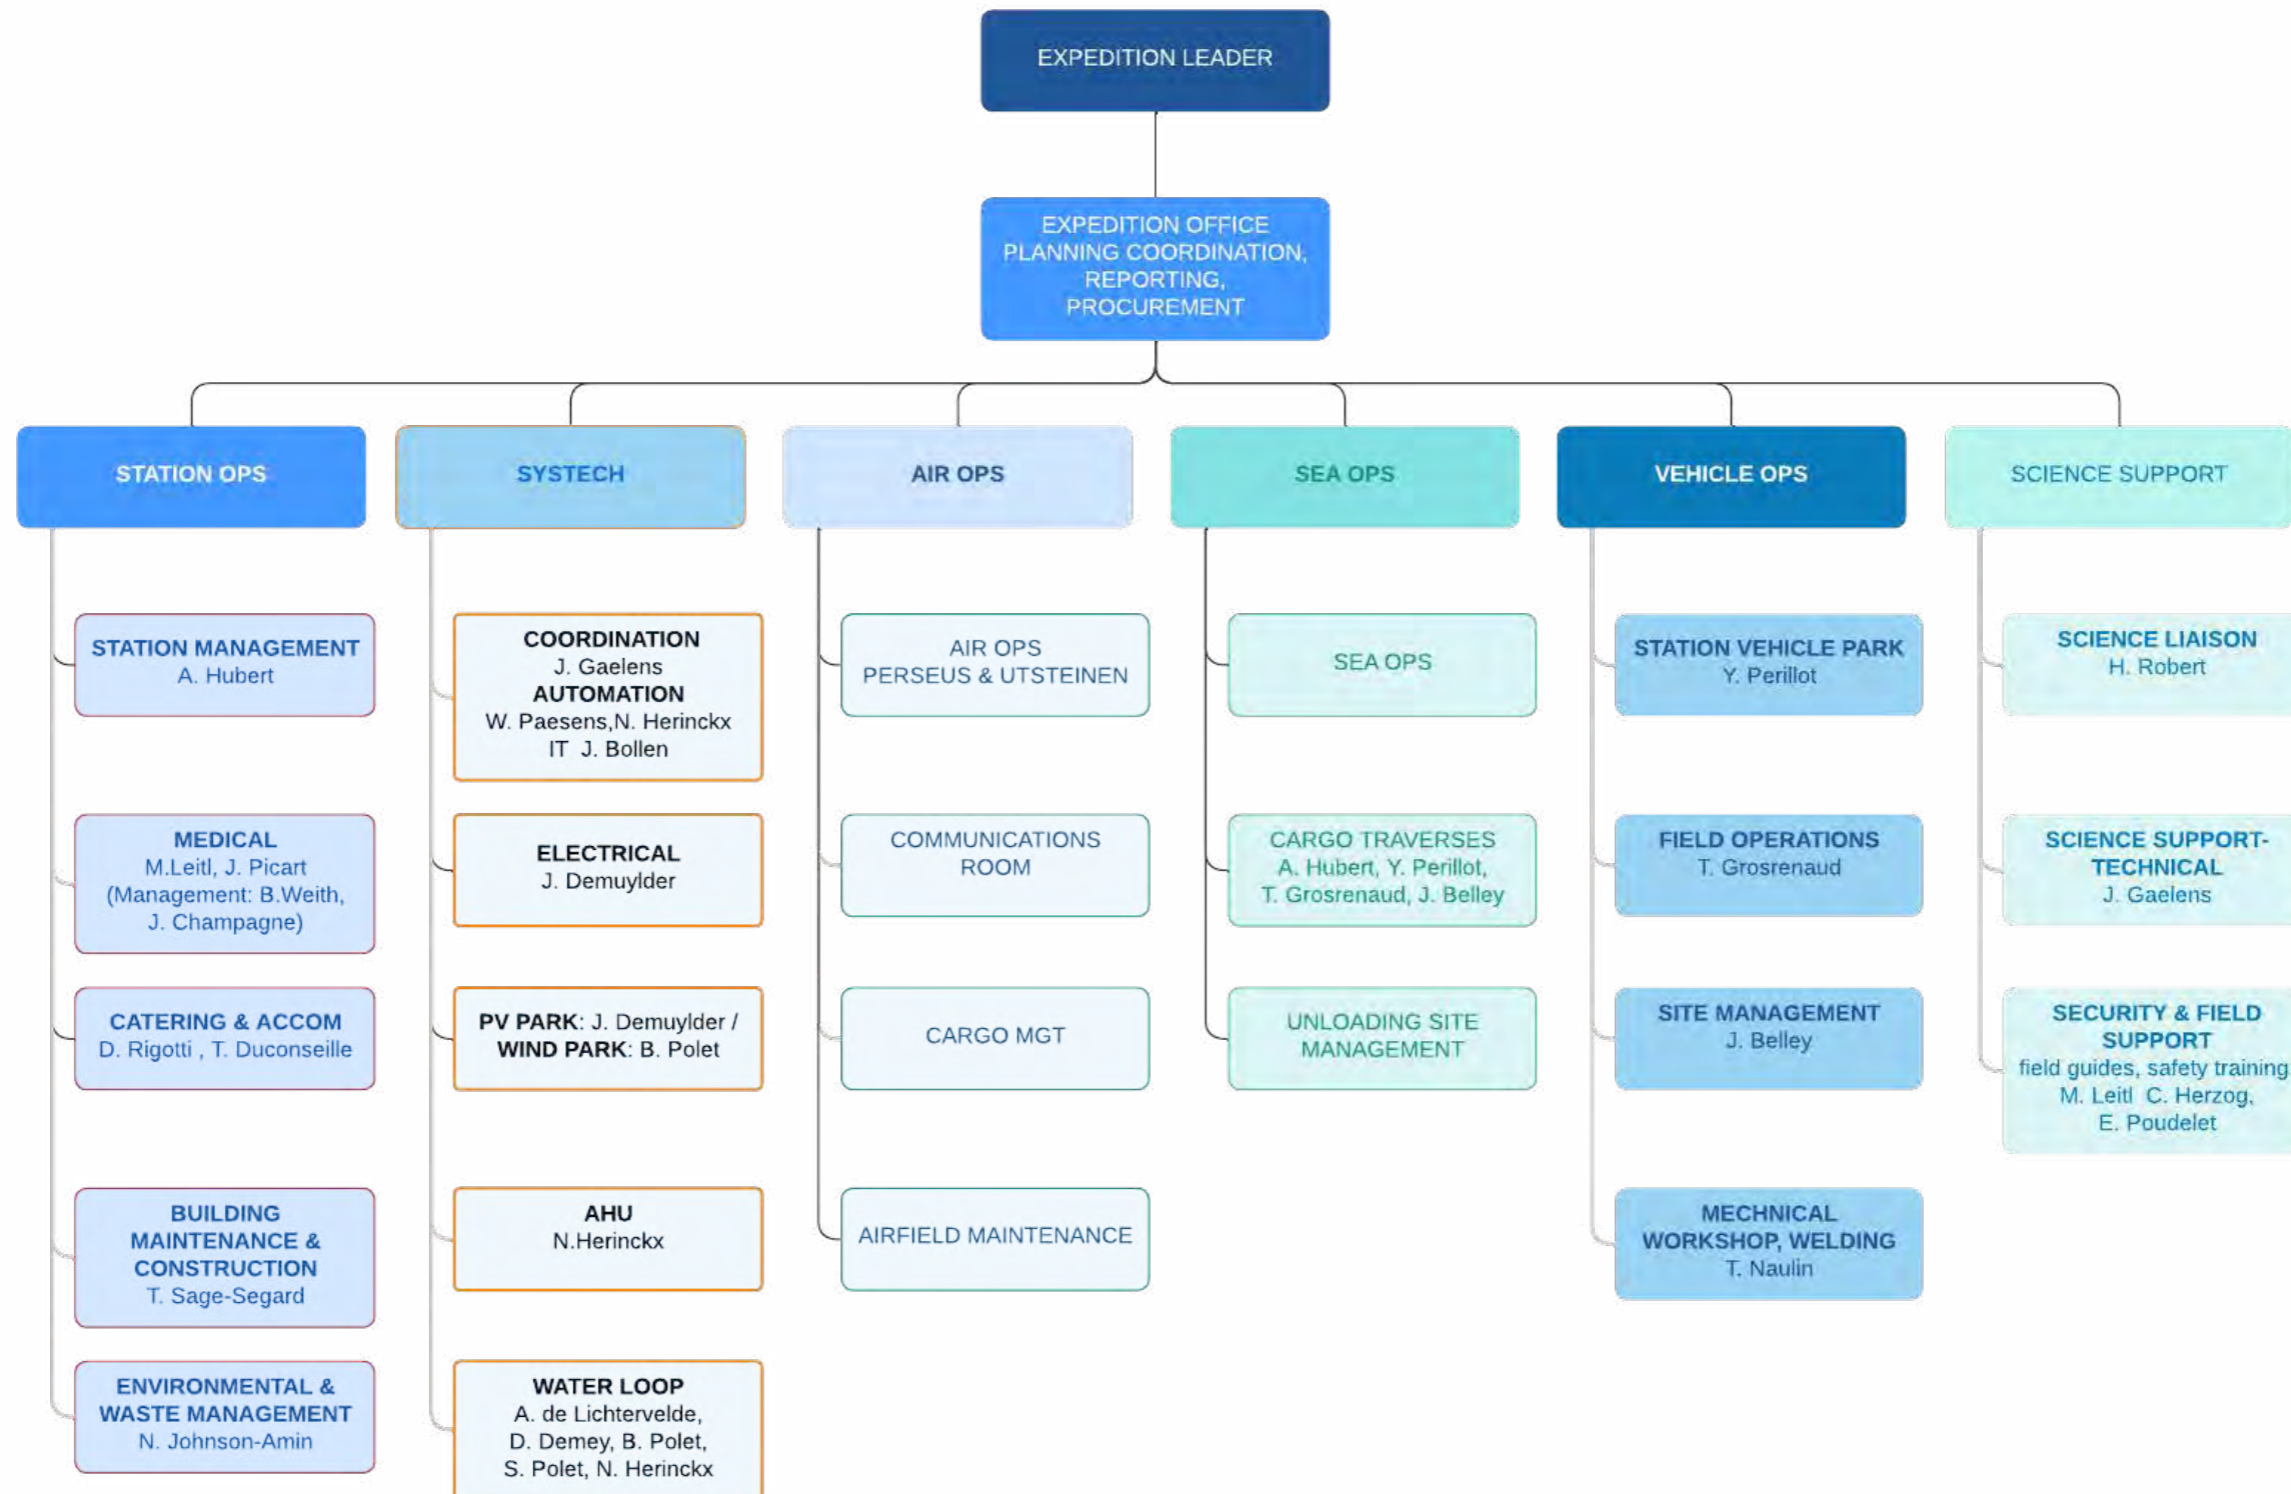 EXPEDITION LEADER
EXPEDITION OFFICE
PLANNING COORDINATION,
REPORTING,
PROCUREMENT
STATION OPS
STATION MANAGEMENT
A. Hubert
MEDICAL
M.Leitl, J. Picart
(Management: B.Weith,
J. Champagne)
CATERING & ACCOM
D. Rigotti , T. Duconseille
BUILDING
MAINTENANCE &
CONSTRUCTION
T. Sage-Segard
ENVIRONMENTAL &
WASTE MANAGEMENT
N. Johnson-Amin
SYSTECH
COORDINATION
J. Gaelens
AUTOMATION
W. Paesens,N. Herinckx
IT J. Bollen
ELECTRICAL
J. Demuylder
PV PARK: J. Demuylder /
WIND PARK: B. Polet
AHU
N.Herinckx
WATER LOOP
A. de Lichtervelde,
D. Demey, B. Polet,
S. Polet, N. Herinckx
AIR OPS
AIR OPS
PERSEUS & UTSTEINEN
COMMUNICATIONS
ROOM
CARGO MGT
AIRFIELD MAINTENANCE
SEA OPS
SEA OPS
CARGO TRAVERSES
A. Hubert, Y. Perillot,
T. Grosrenaud, J. Belley
UNLOADING SITE
MANAGEMENT
VEHICLE OPS
STATION VEHICLE PARK
Y. Perillot
FIELD OPERATIONS
T. Grosrenaud
SITE MANAGEMENT
J. Belley
MECHNICAL
WORKSHOP, WELDING
T. Naulin
SCIENCE SUPPORT
SCIENCE LIAISON
H. Robert
SCIENCE SUPPORT-
TECHNICAL
J. Gaelens
SECURITY & FIELD
SUPPORT
field guides, safety training
M. Leitl C. Herzog,
E. Poudelet